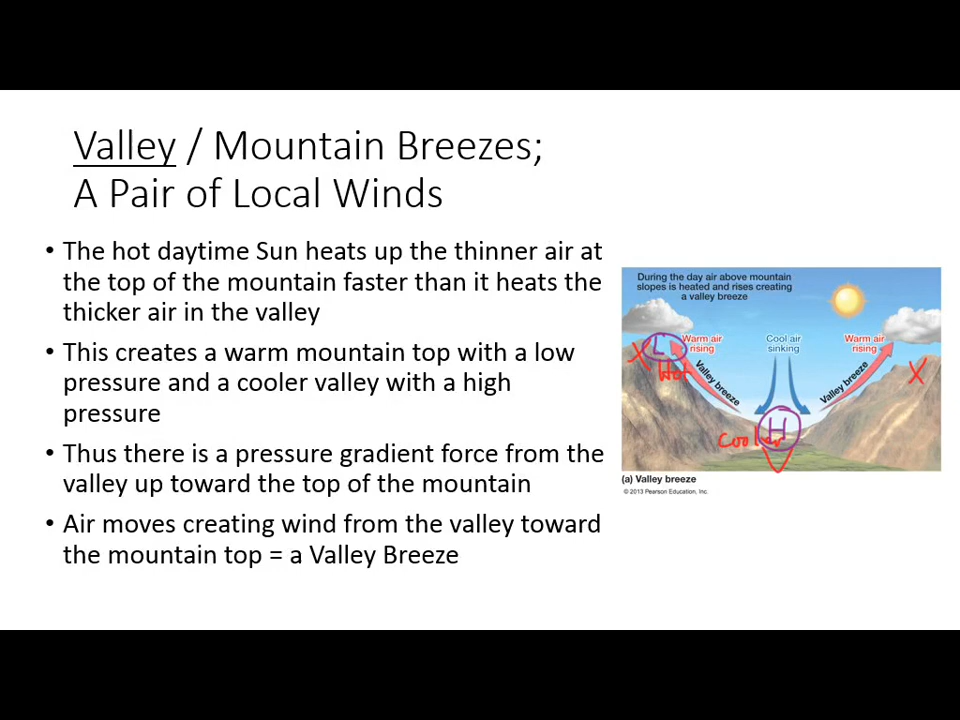 Valley / Mountain Breezes;
A Pair of Local Winds
• The hot daytime Sun heats up the thinner air at
the top of the mountain faster than it heats the
thicker air in the valley
• This creates a warm mountain top with a low
pressure and a cooler valley with a high
pressure
• Thus there is a pressure gradient force from the
valley up toward the top of the mountain
• Air moves creating wind from the valley toward
the mountain top = a Valley Breeze
During the day air above mountain
slopes is heated and rises creating
a valley breeze
X
L
Warm air
rising
Cool air
sinking
Warm air
rising
Hot
Valley breeze
Valley breeze
X
H
Cooler
(a) Valley breeze
© 2013 Pearson Education, Inc.